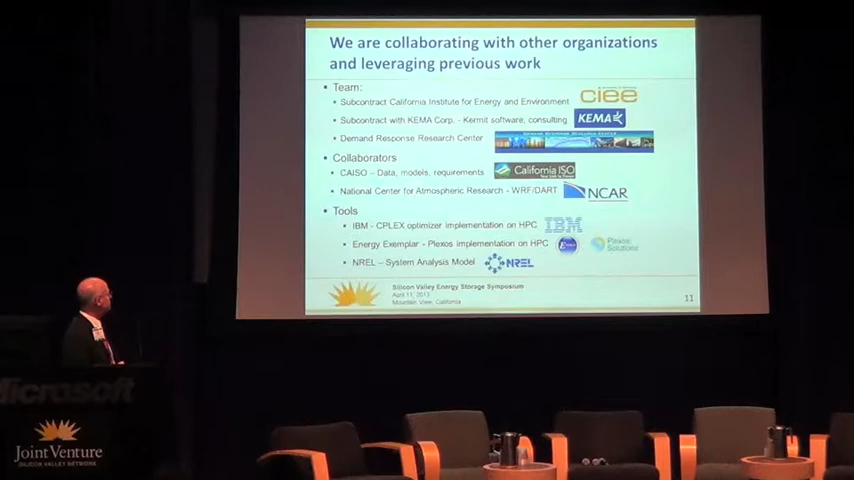 We are collaborating with other organizations
and leveraging previous work
• Team:
• Subcontract California Institute for Energy and Environment
ciee
• Subcontract with KEMA Corp. - Kermit software, consulting
KEMA
• Demand Response Research Center
• Collaborators
• CAISO – Data, models, requirements
California ISO
• National Center for Atmospheric Research - WRF/DART
NCAR
• Tools
• IBM - CPLEX optimizer implementation on HPC
IBM
• Energy Exemplar - Plexos implementation on HPC
Plexos
Solutions
• NREL – System Analysis Model
NREL
Silicon Valley Energy Storage Symposium
April 11, 2013
Mountain View, California
11
Microsoft
Joint Venture
SILICON VALLEY NETWORK